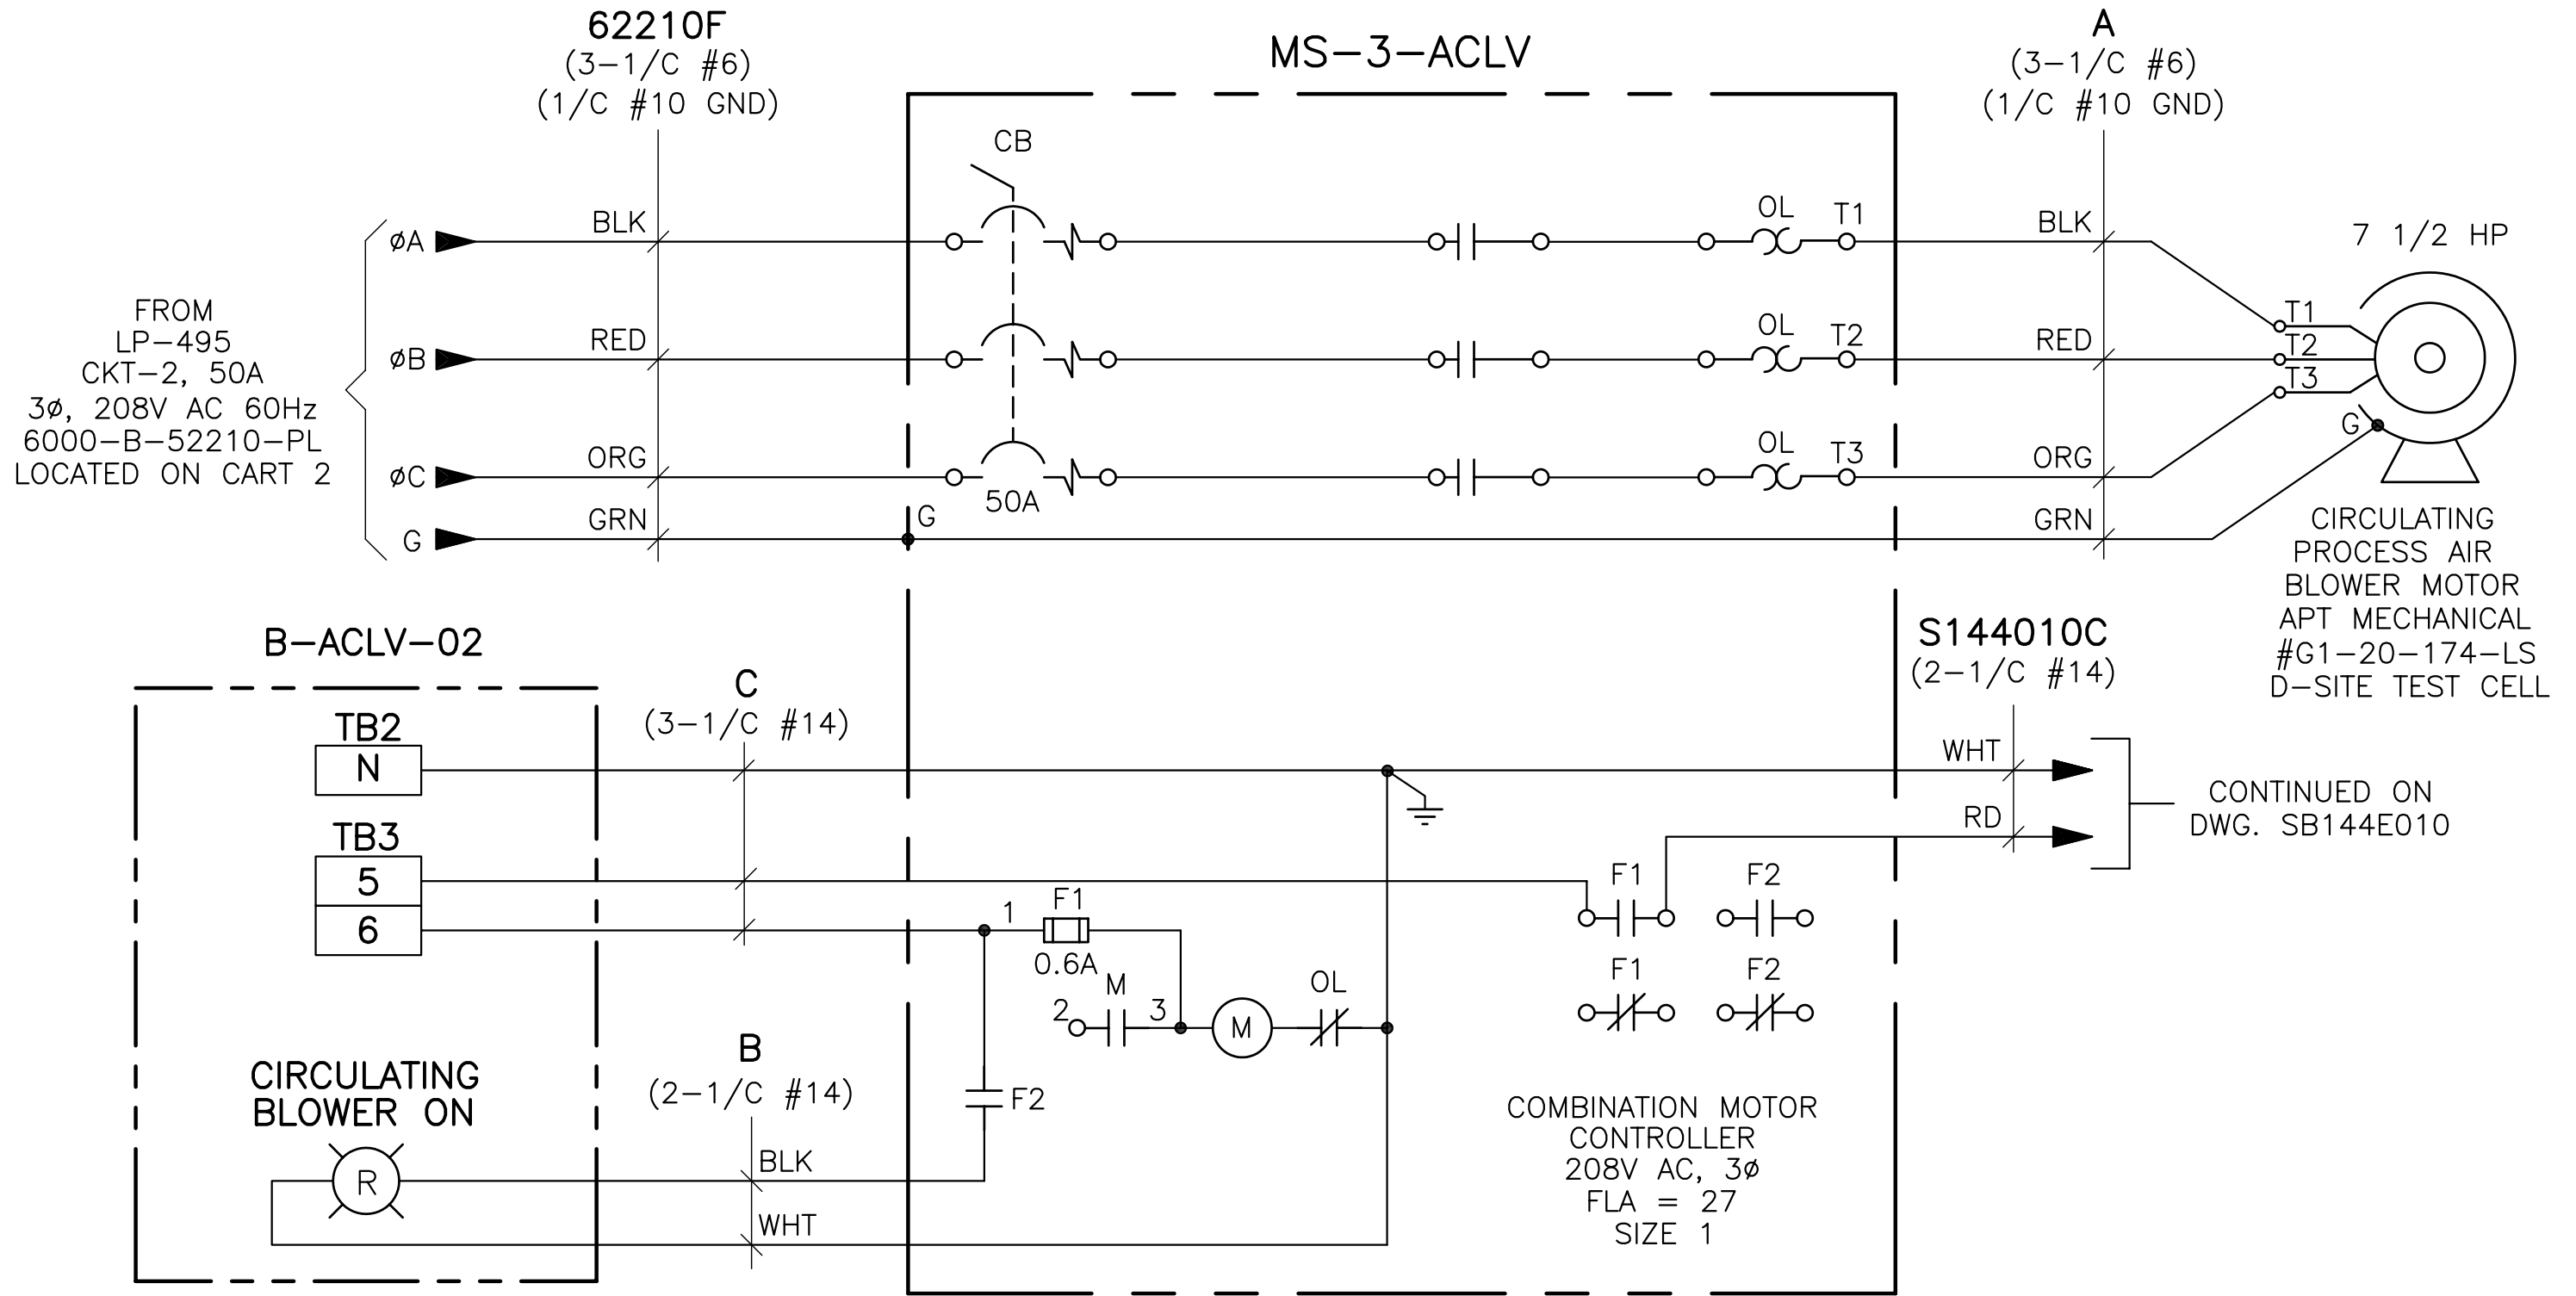 62210F
(3-1/C #6)
(1/C #10 GND)
MS-3-ACLV
A
(3-1/C #6)
(1/C #10 GND)
CB
50A
FROM
LP-495
CKT-2, 50A
3ø, 208V AC 60Hz
6000-B-52210-PL
LOCATED ON CART 2
øA
BLK
OL
T1
BLK
øB
RED
OL
T2
RED
øC
ORG
OL
T3
ORG
G
GRN
G
GRN
7 1/2 HP
T1
T2
T3
G
CIRCULATING
PROCESS AIR
BLOWER MOTOR
APT MECHANICAL
#G1-20-174-LS
D-SITE TEST CELL
B-ACLV-02
TB2
N
TB3
5
6
C
(3-1/C #14)
S144010C
(2-1/C #14)
WHT
RD
CONTINUED ON
DWG. SB144E010
1
F1
0.6A
2
M
3
M
OL
F2
F1
F2
F1
F2
CIRCULATING
BLOWER ON
R
B
(2-1/C #14)
BLK
WHT
COMBINATION MOTOR
CONTROLLER
208V AC, 3ø
FLA = 27
SIZE 1